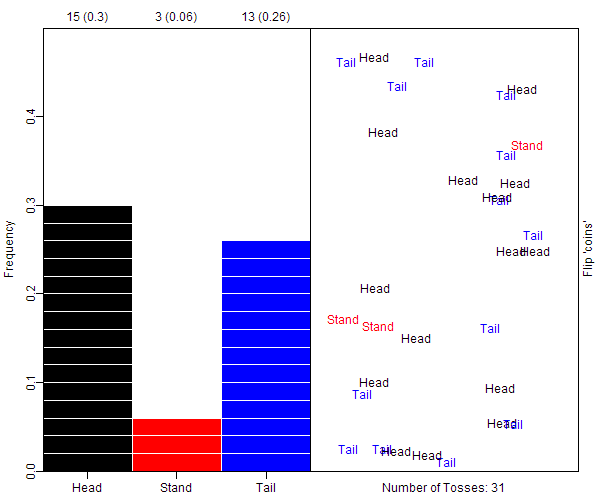 15 (0.3) 3 (0.06) 13 (0.26)
Frequency
0.4
0.3
0.2
0.1
0.0
Head Stand Tail
Tail Head Tail
Tail
Tail Head
Head
Stand
Tail
Head Head
Head
Tail
Tail
Head Head
Head
Stand
Stand
Tail
Head
Head
Tail
Head
Head Tail
Tail Tail Head
Head
Tail
Number of Tosses: 31
Flip 'coins'